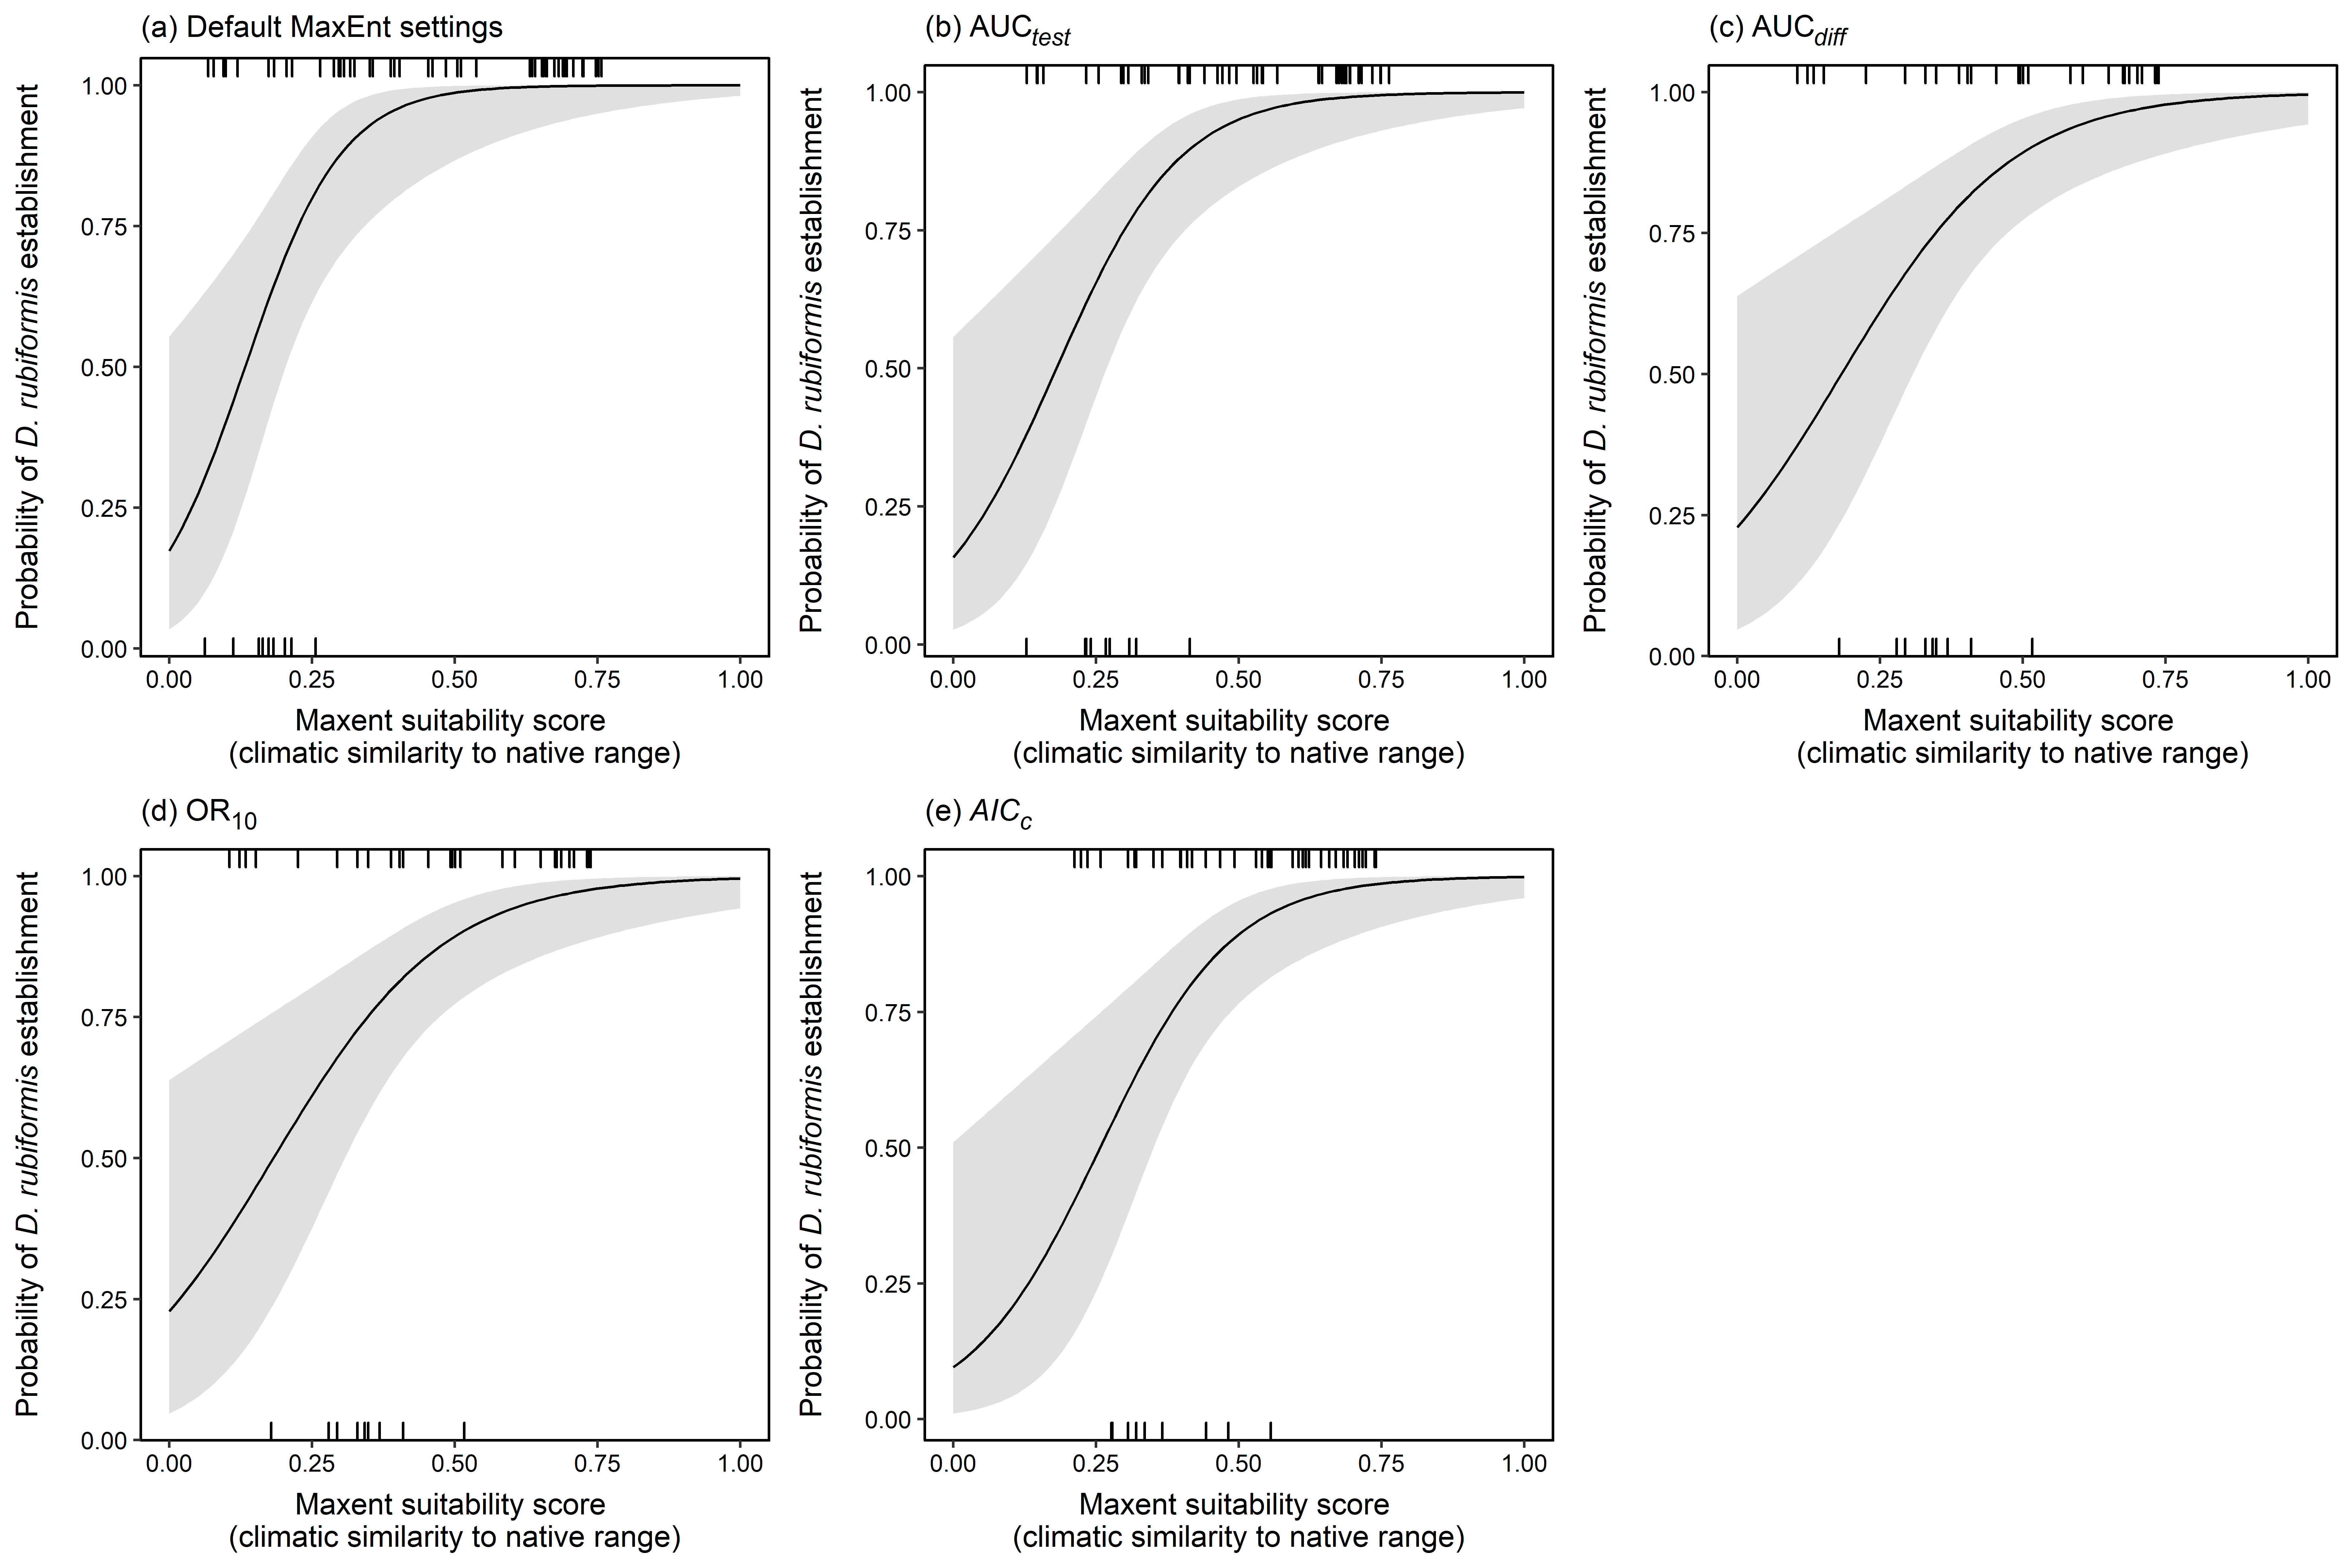 (a) Default MaxEnt settings
Probability of D. rubiformis establishment
1.00
0.75
0.50
0.25
0.00
0.00 0.25 0.50 0.75 1.00
Maxent suitability score
(climatic similarity to native range)
(b) AUCtest
Probability of D. rubiformis establishment
1.00
0.75
0.50
0.25
0.00
0.00 0.25 0.50 0.75 1.00
Maxent suitability score
(climatic similarity to native range)
(c) AUCdiff
Probability of D. rubiformis establishment
1.00
0.75
0.50
0.25
0.00
0.00 0.25 0.50 0.75 1.00
Maxent suitability score
(climatic similarity to native range)
(d) OR10
Probability of D. rubiformis establishment
1.00
0.75
0.50
0.25
0.00
0.00 0.25 0.50 0.75 1.00
Maxent suitability score
(climatic similarity to native range)
(e) AICc
Probability of D. rubiformis establishment
1.00
0.75
0.50
0.25
0.00
0.00 0.25 0.50 0.75 1.00
Maxent suitability score
(climatic similarity to native range)